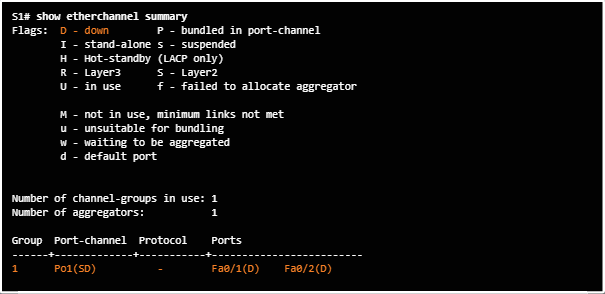 S1# show etherchannel summary
Flags:  D - down        P - bundled in port-channel
        I - stand-alone s - suspended
        H - Hot-standby (LACP only)
        R - Layer3      S - Layer2
        U - in use      f - failed to allocate aggregator
        M - not in use, minimum links not met
        u - unsuitable for bundling
        w - waiting to be aggregated
        d - default port
Number of channel-groups in use: 1
Number of aggregators:           1
Group  Port-channel  Protocol    Ports
------+-------------+-----------+------------------------
1      Po1(SD)          -        Fa0/1(D)    Fa0/2(D)